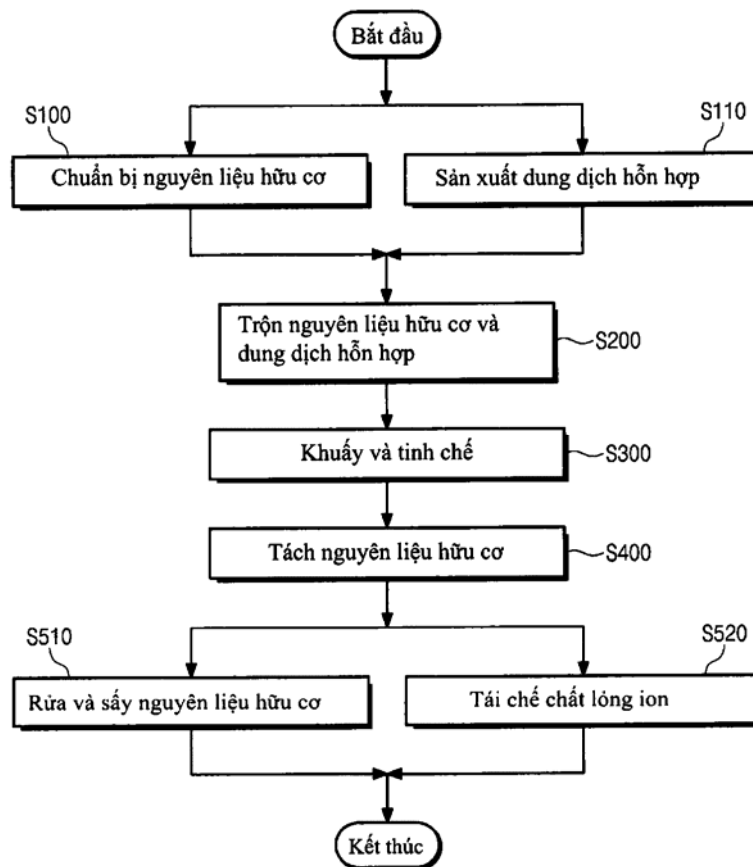 Bắt đầu
S100
S110
Chuẩn bị nguyên liệu hữu cơ
Sản xuất dung dịch hỗn hợp
Trộn nguyên liệu hữu cơ và
dung dịch hỗn hợp
S200
Khuấy và tinh chế
S300
Tách nguyên liệu hữu cơ
S400
S510
S520
Rửa và sấy nguyên liệu hữu cơ
Tái chế chất lỏng ion
Kết thúc